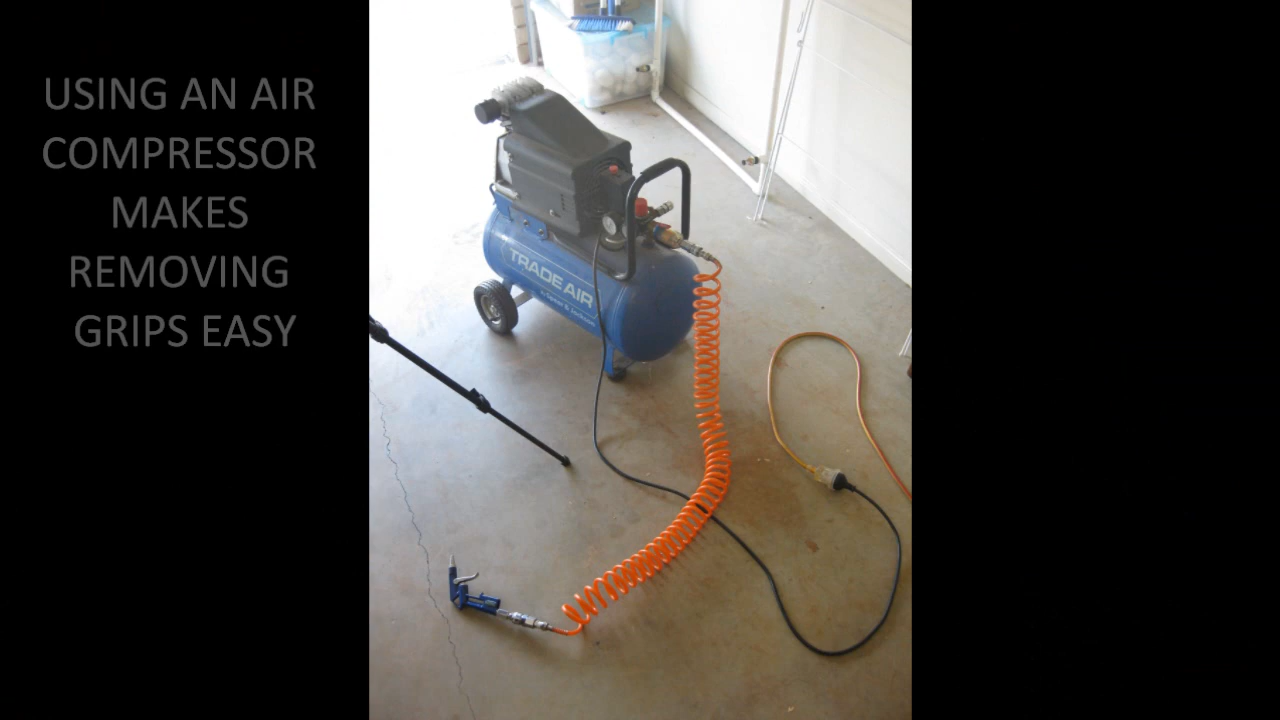 USING AN AIR
COMPRESSOR
MAKES
REMOVING
GRIPS EASY
TRADE AIR